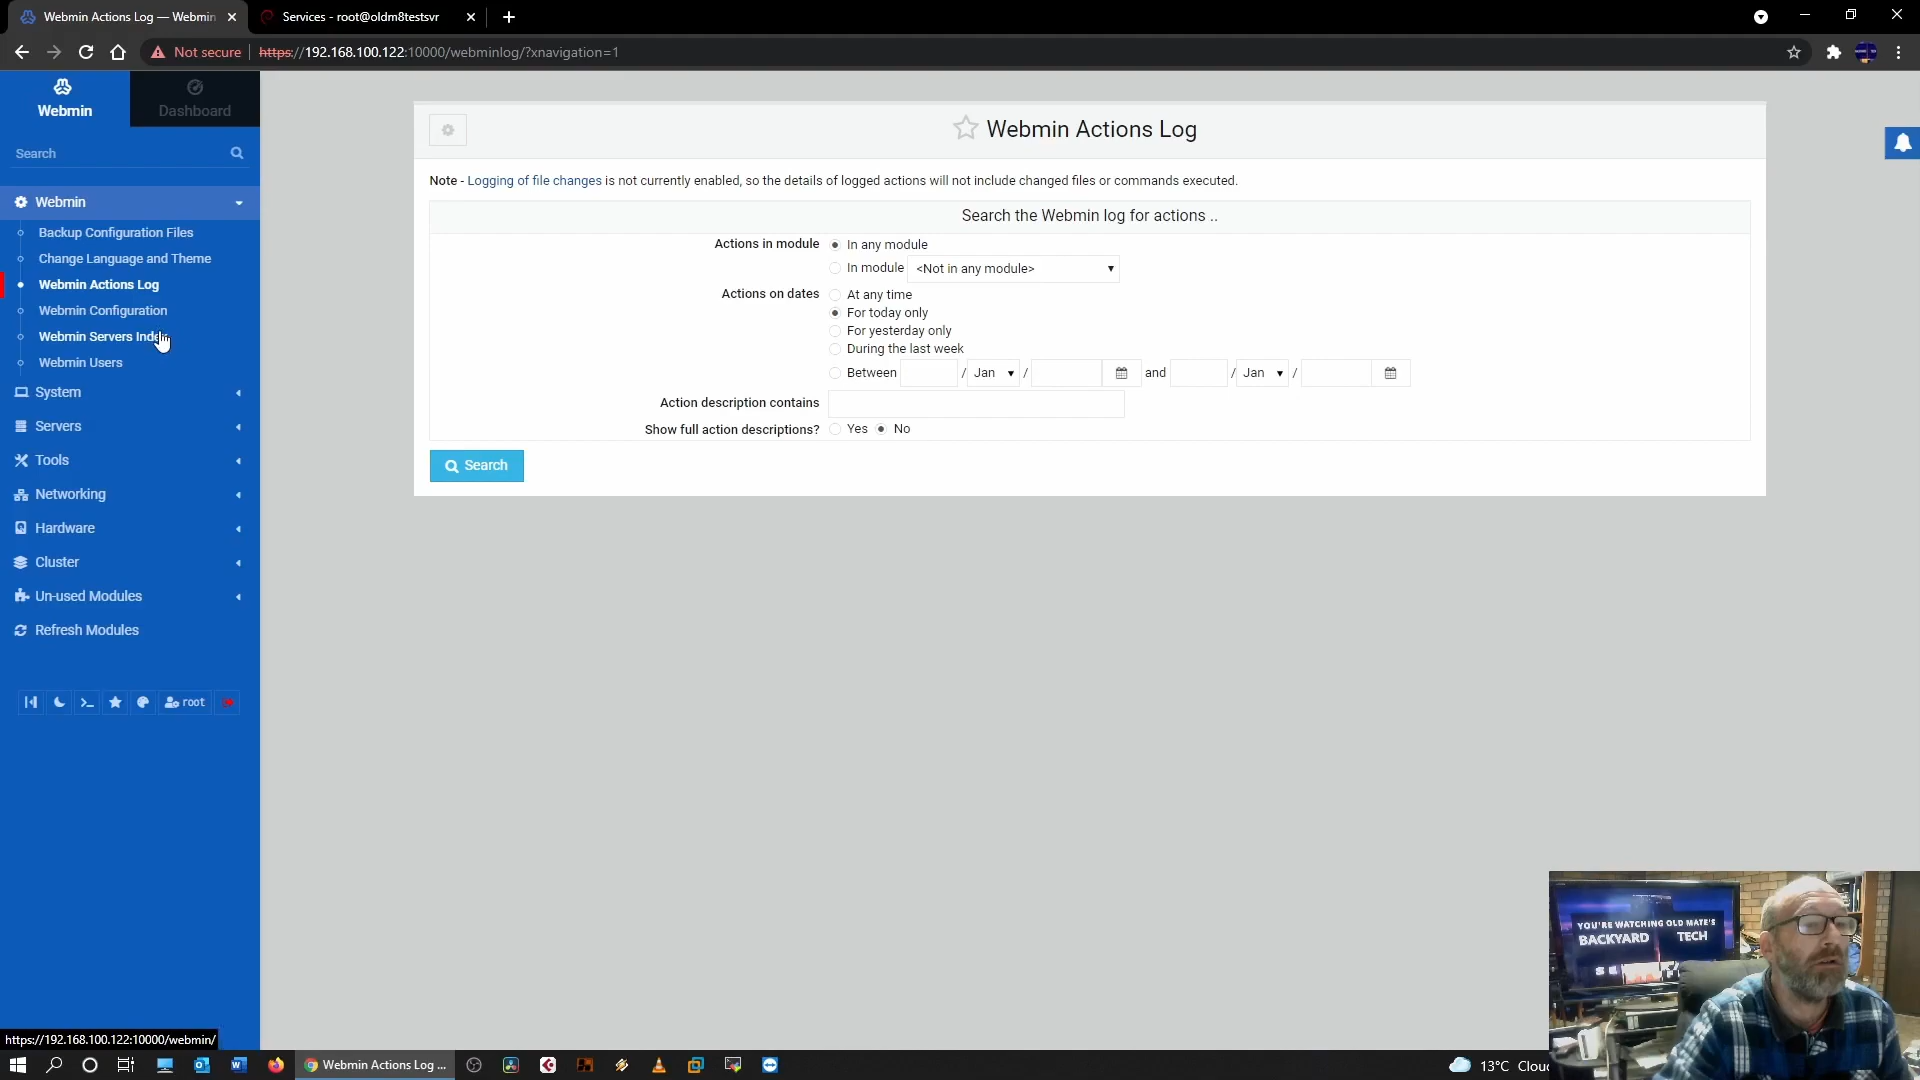 Webmin Actions Log — Webmin
Services - root@oldm8testsvr
Not secure
https://192.168.100.122:10000/webminlog/?xnavigation=1
Webmin
Dashboard
Search
Webmin
Backup Configuration Files
Change Language and Theme
Webmin Actions Log
Webmin Configuration
Webmin Servers
Webmin Users
System
Servers
Tools
Networking
Hardware
Cluster
Un-used Modules
Refresh Modules
root
Webmin Actions Log
Note - Logging of file changes is not currently enabled, so the details of logged actions will not include changed files or commands executed.
Search the Webmin log for actions ..
Actions in module In any module
In module <Not in any module>
Actions on dates At any time
For today only
For yesterday only
During the last week
Between / Jan / and / Jan /
Action description contains
Show full action descriptions? Yes No
Search
YOU'RE WATCHING OLD MATE'S
BACKYARD TECH
https://192.168.100.122:10000/webmin/
Webmin Actions Log ...
13°C